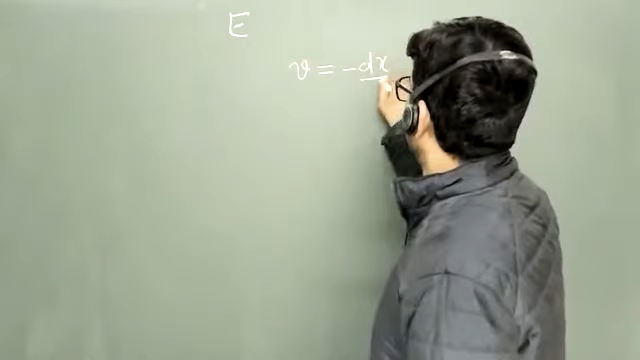 E
v = - dx